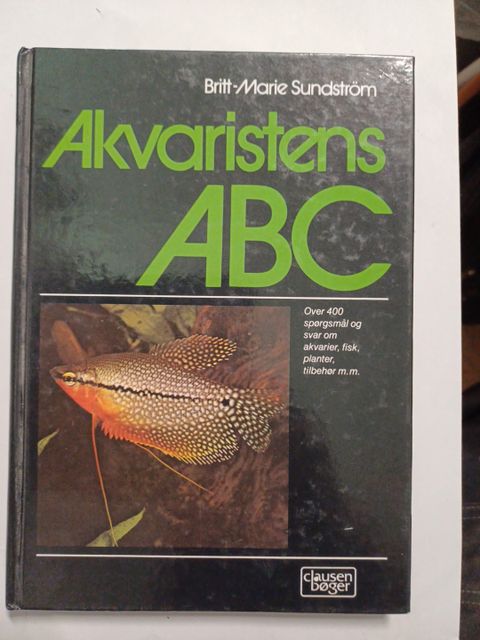 Britt-Marie Sundström
Akvaristens
ABC
Over 400
spørgsmål og
svar om
akvarier, fisk,
planter,
tilbehør m.m.
clausen
bøger